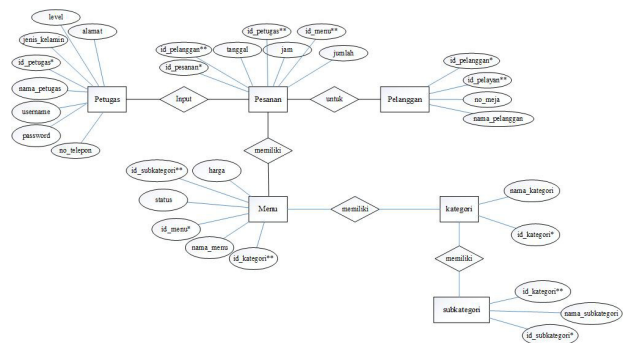 level
alamat
jenis_kelamin
id_petugas*
nama_petugas
username
password
no_telepon
Petugas
Input
id_pelanggan**
id_pesanan*
tanggal
id_petugas**
jam
id_menu**
jumlah
Pesanan
untuk
Pelanggan
id_pelanggan*
id_pelayan**
no_meja
nama_pelanggan
memiliki
id_subkategori**
harga
status
id_menu*
nama_menu
id_kategori**
Menu
memiliki
kategori
nama_kategori
id_kategori*
memiliki
subkategori
id_kategori**
nama_subkategori
id_subkategori*